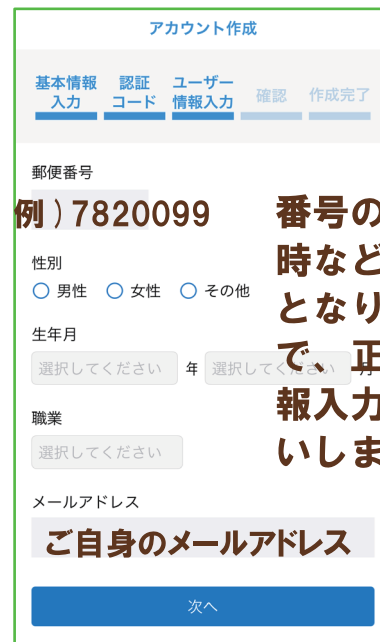 アカウント作成
基本情報 認証 ユーザー
入力 コード 情報入力 確認 作成完了
郵便番号
例）7820099
番号の
時など
性別
男性 女性 その他
となり
生年月
で、正
選択してください 年 選択してください 月
報入力
職業
いしま
選択してください
メールアドレス
ご自身のメールアドレス
次へ